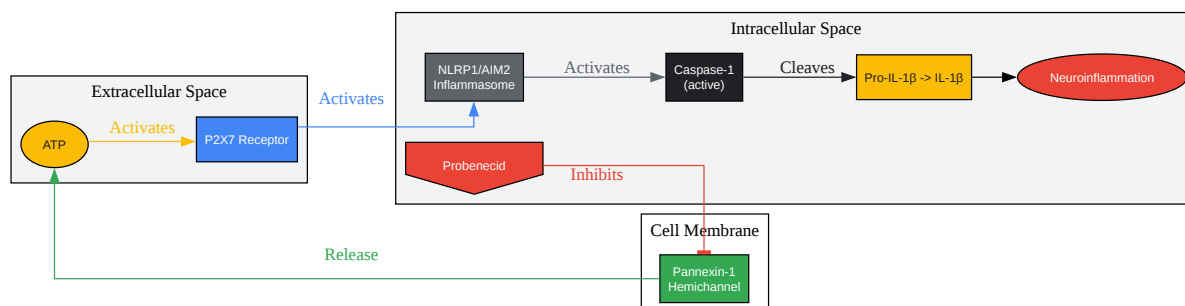 Intracellular Space
NLRP1/AIM2
Inflammasome
Activates
Caspase-1
(active)
Cleaves
Pro-IL-1β -> IL-1β
Neuroinflammation
Extracellular Space
ATP
Activates
P2X7 Receptor
Activates
Probenecid
Inhibits
Cell Membrane
Pannexin-1
Hemichannel
Release